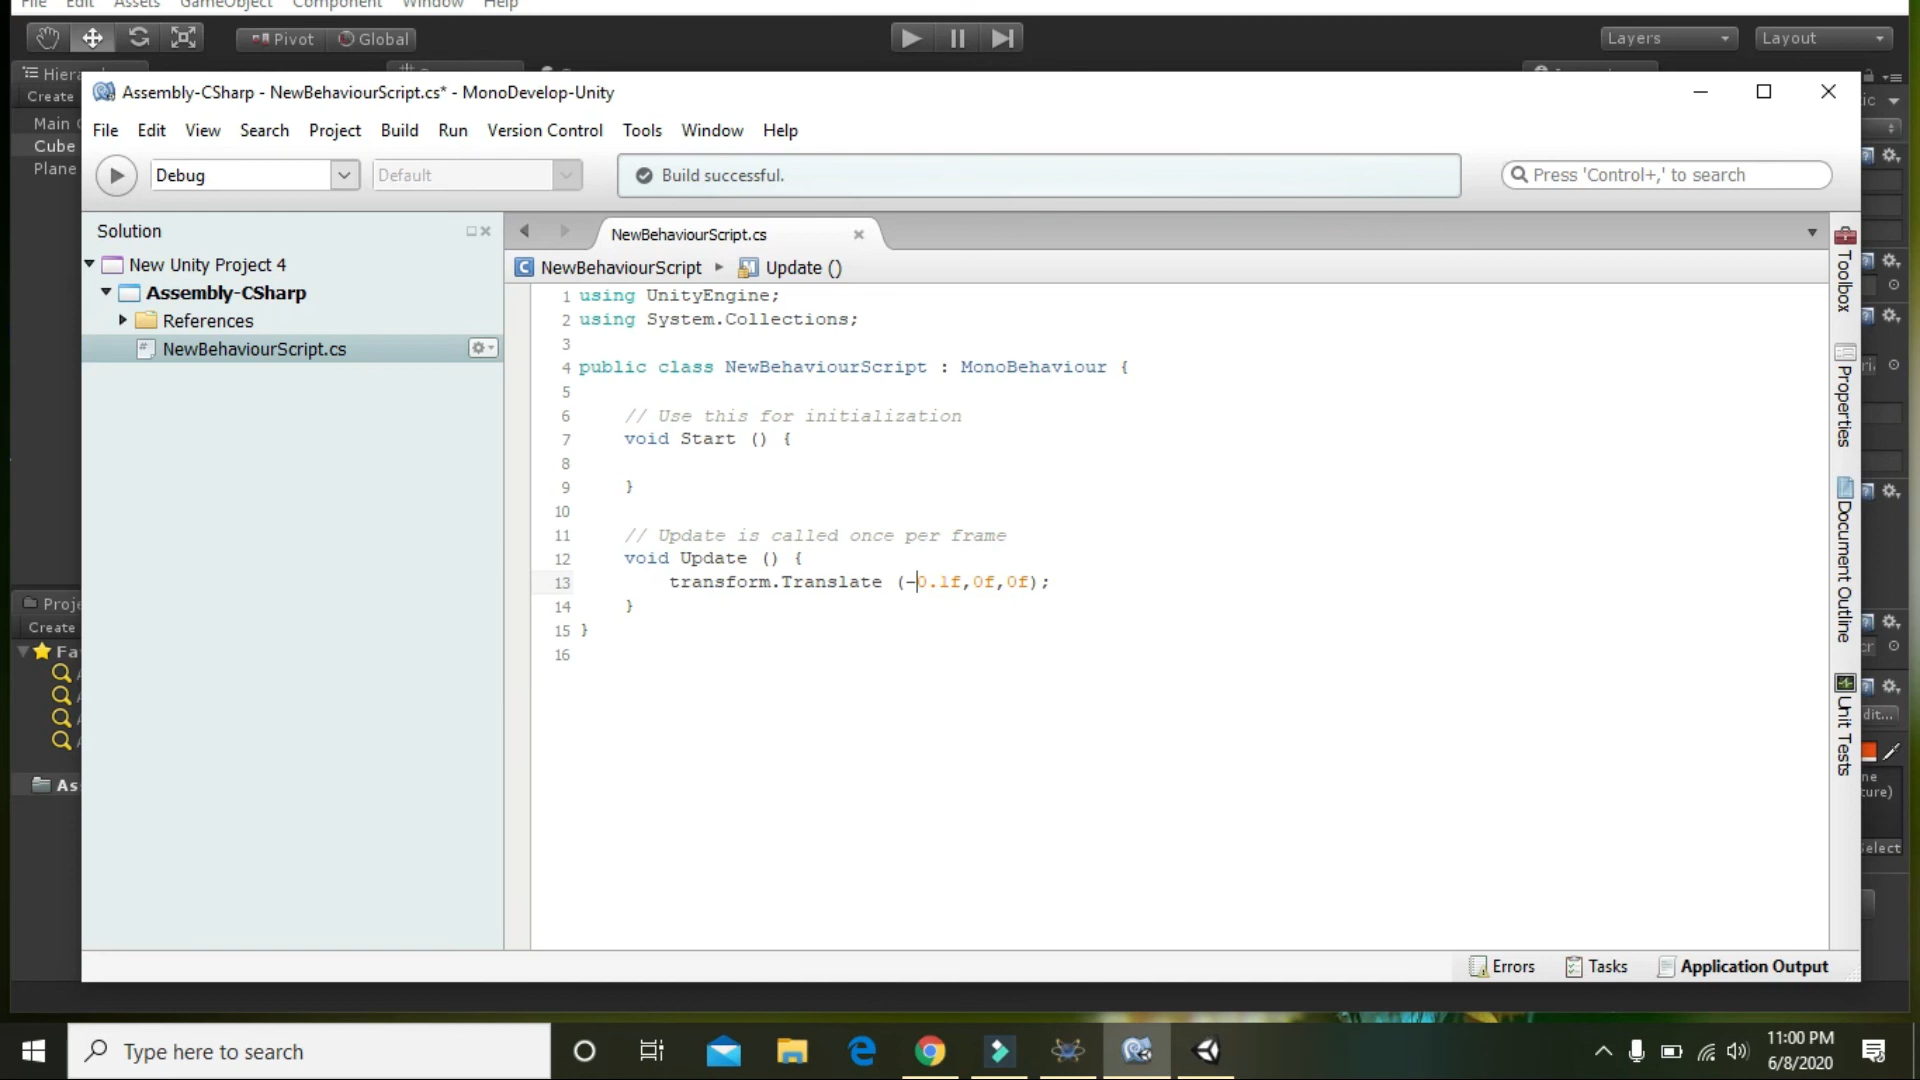 File Edit Assets GameObject Component Window Help
Pivot Global Layers Layout
Hierar
Create
Main
Cube
Plane
Assembly-CSharp - NewBehaviourScript.cs* - MonoDevelop-Unity
File Edit View Search Project Build Run Version Control Tools Window Help
Debug Default Build successful. Press 'Control+,' to search
Solution
New Unity Project 4
Assembly-CSharp
References
NewBehaviourScript.cs
NewBehaviourScript.cs
NewBehaviourScript Update ()
1 using UnityEngine;
2 using System.Collections;
3
4 public class NewBehaviourScript : MonoBehaviour {
5
6 // Use this for initialization
7 void Start () {
8
9 }
10
11 // Update is called once per frame
12 void Update () {
13 transform.Translate (-0.1f,0f,0f);
14 }
15 }
16
Toolbox
Properties
Document Outline
Unit Tests
Proje
Create
Fa
As
ic
dit...
ne
ture)
elect
Errors Tasks Application Output
Type here to search
11:00 PM
6/8/2020